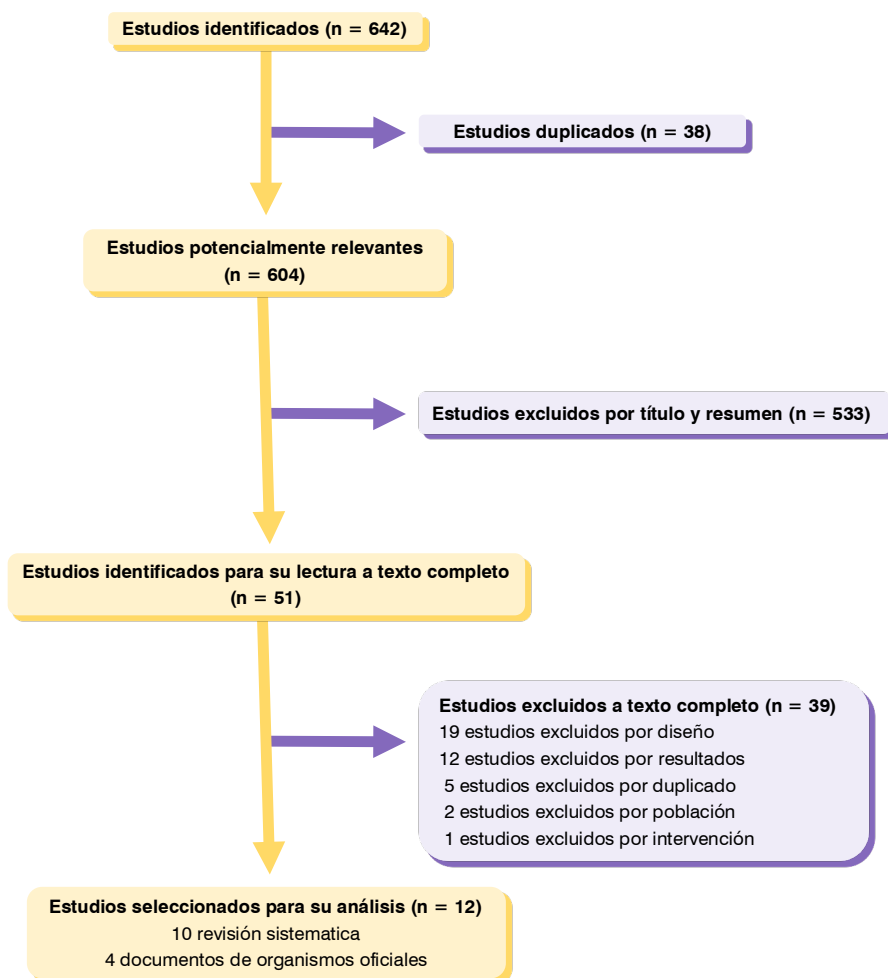 Estudios identificados (n = 642)
Estudios duplicados (n = 38)
Estudios potencialmente relevantes
(n = 604)
Estudios excluidos por título y resumen (n = 533)
Estudios identificados para su lectura a texto completo
(n = 51)
Estudios excluidos a texto completo (n = 39)
19 estudios excluidos por diseño
12 estudios excluidos por resultados
5 estudios excluidos por duplicado
2 estudios excluidos por población
1 estudios excluidos por intervención
Estudios seleccionados para su análisis (n = 12)
10 revisión sistematica
4 documentos de organismos oficiales